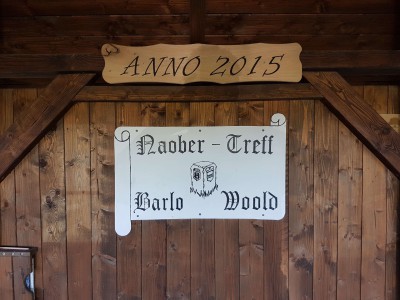 ANNO 2015
Naober - Treff
Barlo Woold